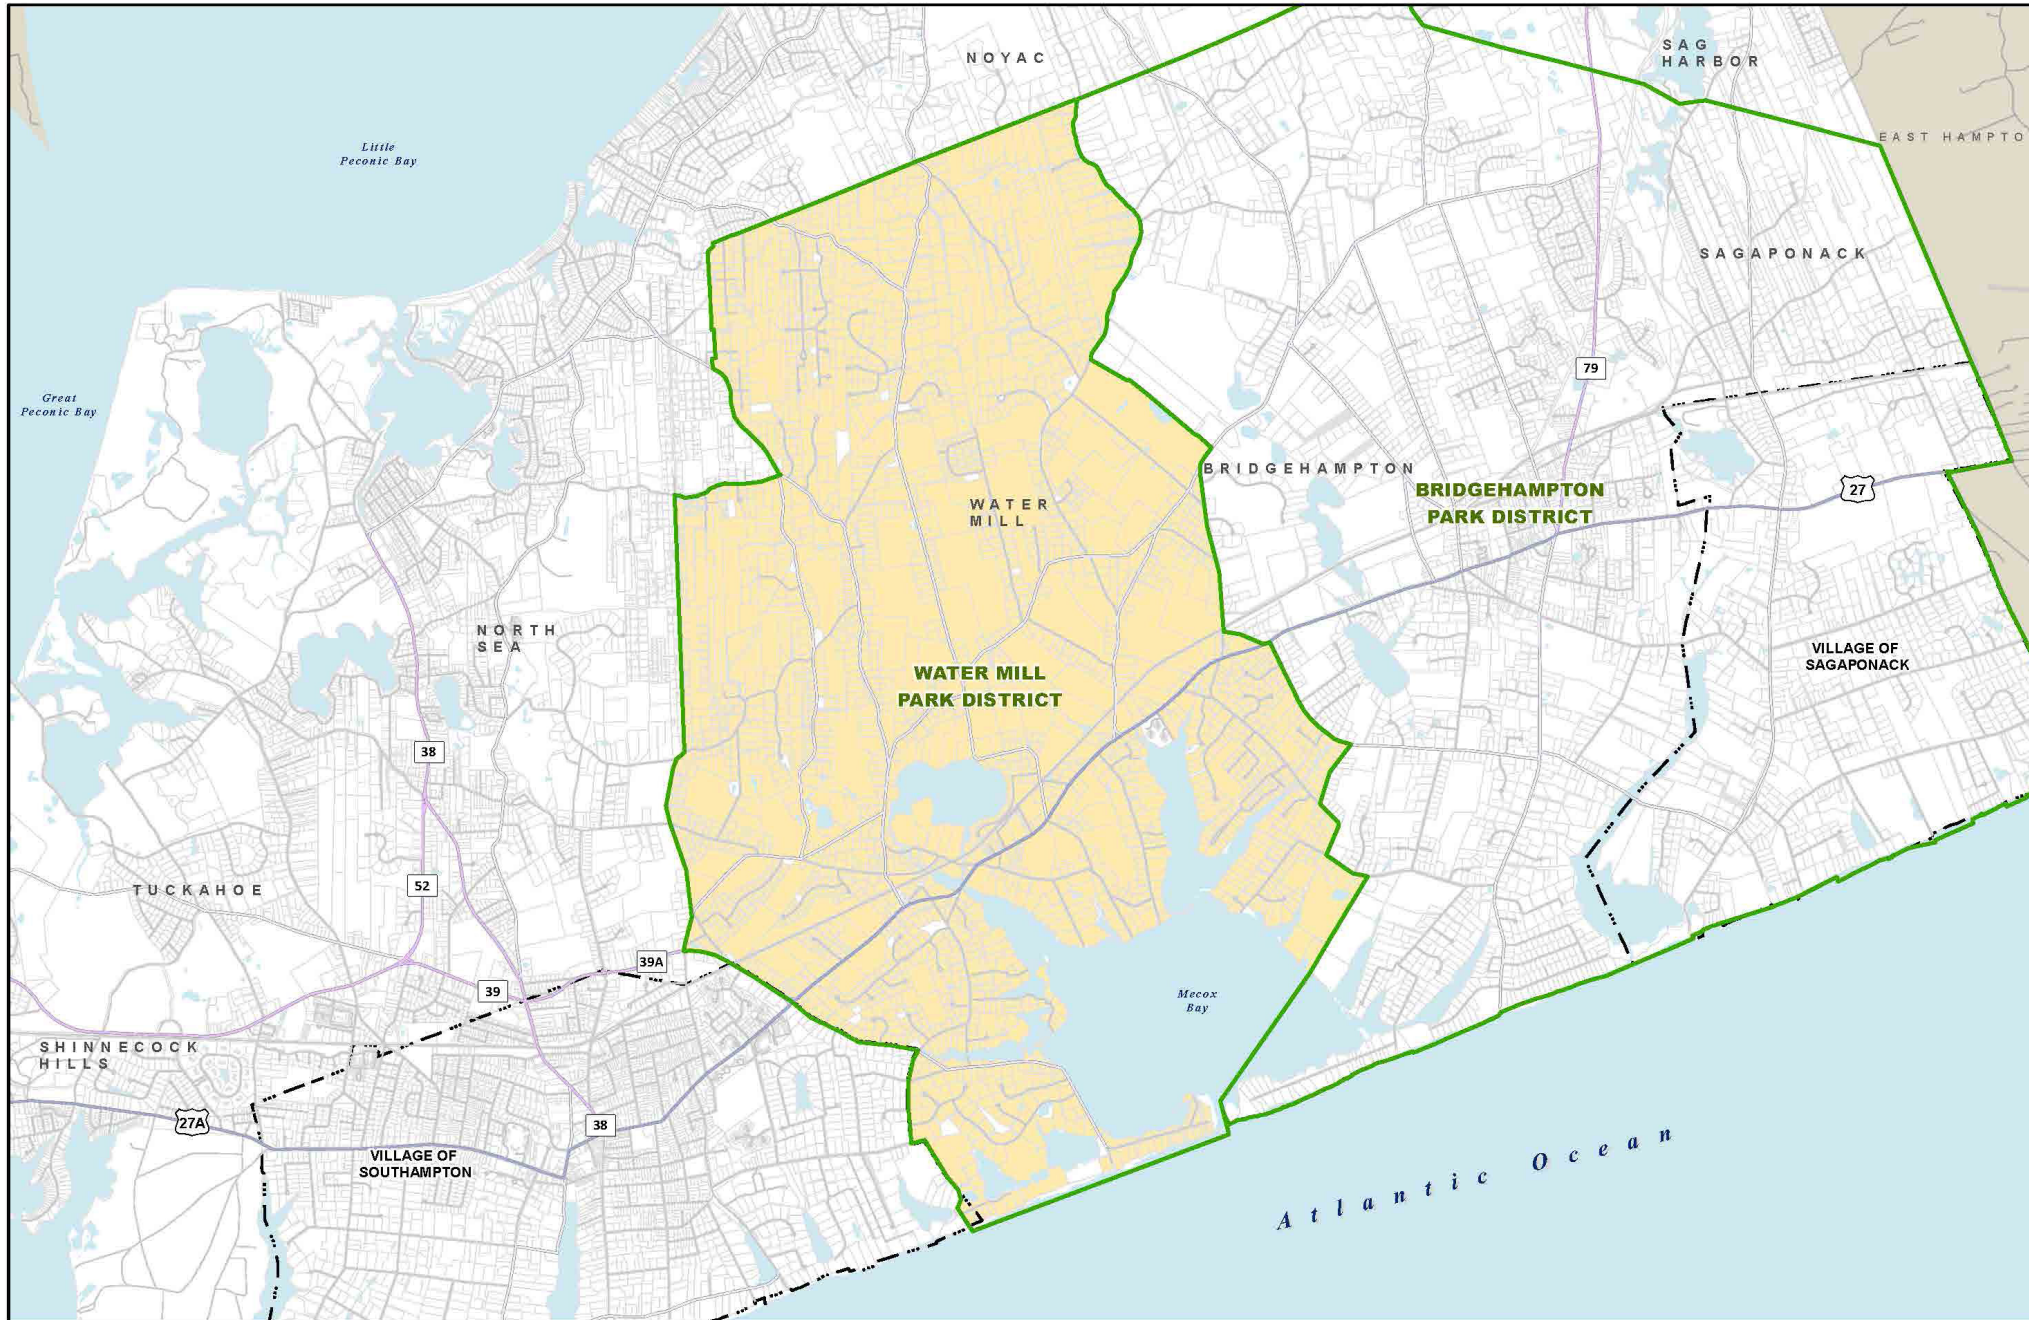 NOYAC
SAG
HARBOR
EAST HAMPTO
Little
Peconic Bay
SAGAPONACK
79
Great
Peconic Bay
BRIDGEHAMPTON
BRIDGEHAMPTON
PARK DISTRICT
27
WATER
MILL
NORTH
SEA
VILLAGE OF
SAGAPONACK
WATER MILL
PARK DISTRICT
38
52
TUCKAHOE
39A
39
Mecox
Bay
SHINNECOCK
HILLS
27A
38
VILLAGE OF
SOUTHAMPTON
Atlantic Ocean